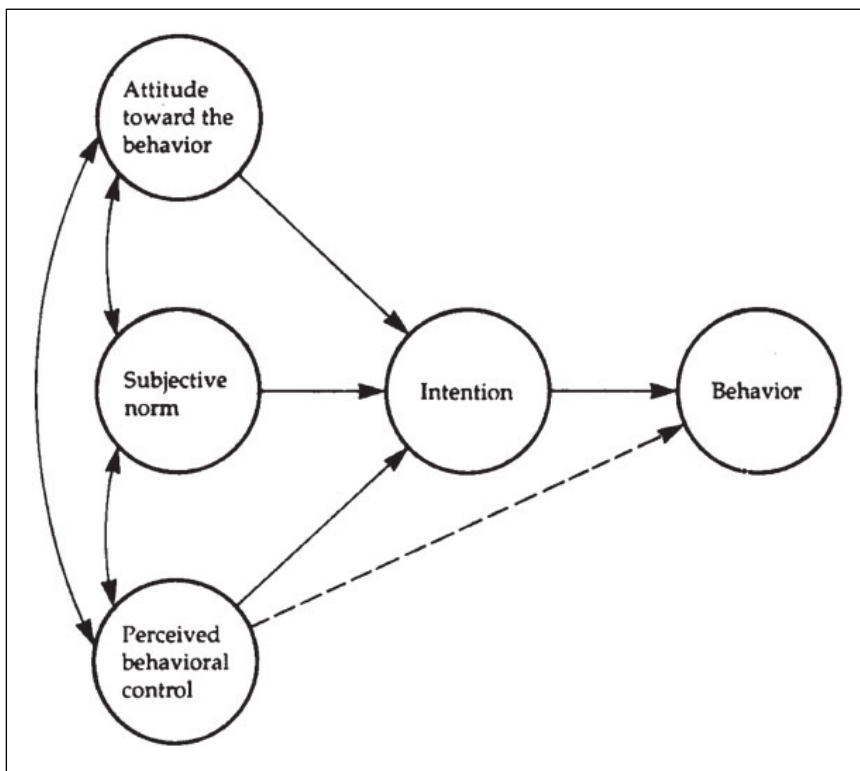 Attitude
toward the
behavior
Subjective
norm
Intention
Behavior
Perceived
behavioral
control